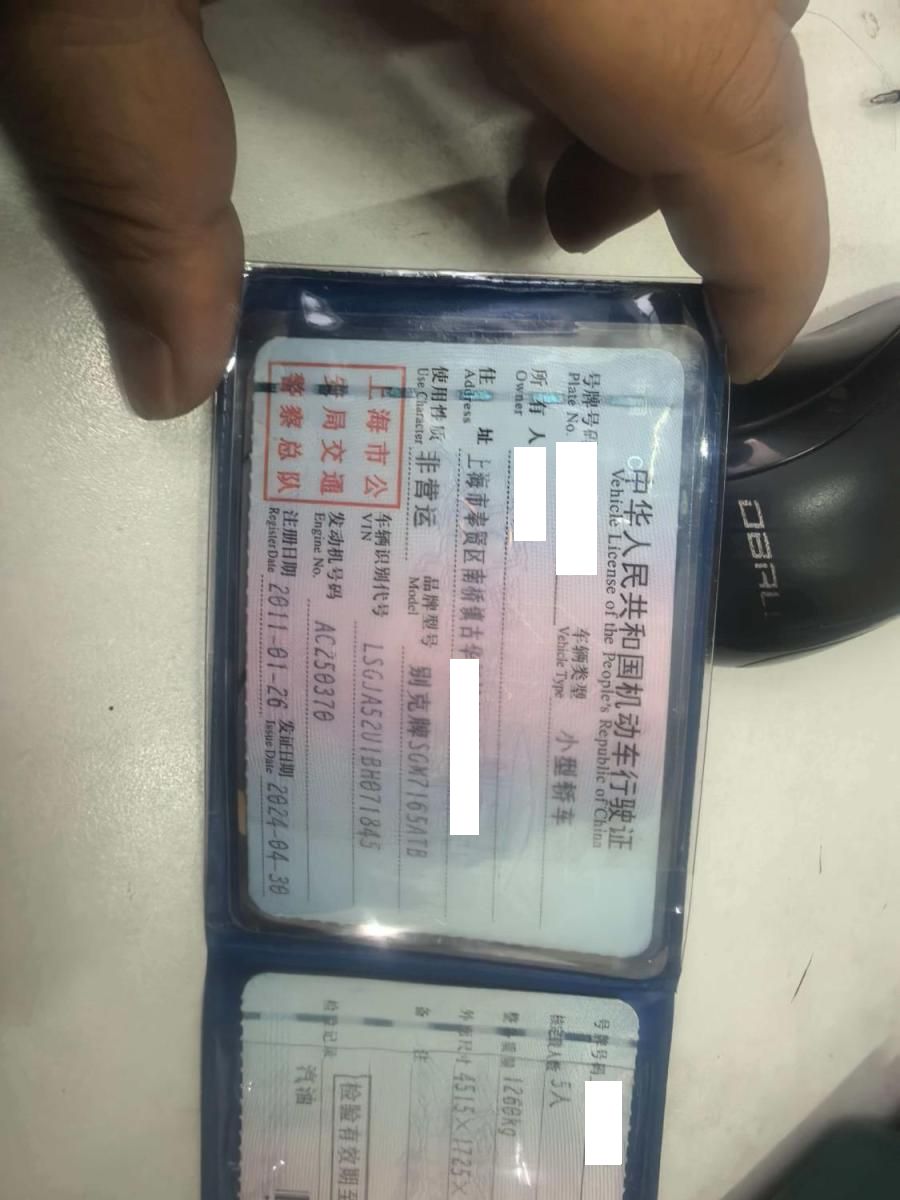 中华人民共和国机动车行驶证
Vehicle License of the People's Republic of China
号牌号码
Plate No.
车辆类型 小型轿车
Vehicle Type
所有人
Owner
住址 上海市奉贤区南桥镇古华
Address
使用性质 非营运 品牌型号 别克牌SGM7165ATB
Use Character Model
上海市公
安局交通
警察总队
车辆识别代号 LSGJA52U1BH071845
VIN
发动机号码 AC250370
Engine No.
注册日期 2011-01-26 发证日期 2024-04-30
Register Date Issue Date
号牌号码
核定载人数 5人
整备质量 1260kg
外廓尺寸 4515×1725×
备注
检验记录
检验有效期至
汽油